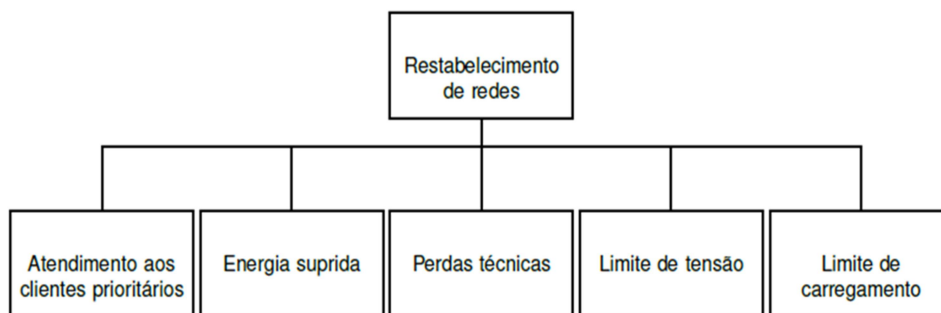 Restabelecimento
de redes
Atendimento aos
clientes prioritários
Energia suprida
Perdas técnicas
Limite de tensão
Limite de
carregamento